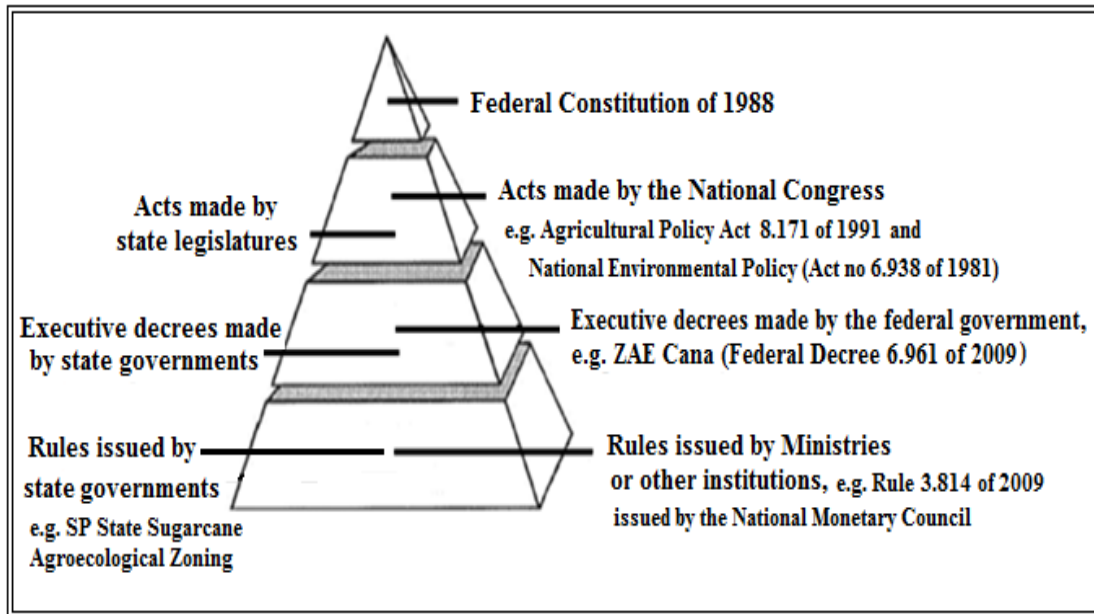 Federal Constitution of 1988
Acts made by
state legislatures
Acts made by the National Congress
e.g. Agricultural Policy Act 8.171 of 1991 and
National Environmental Policy (Act no 6.938 of 1981)
Executive decrees made
by state governments
Executive decrees made by the federal government,
e.g. ZAE Cana (Federal Decree 6.961 of 2009)
Rules issued by
state governments
e.g. SP State Sugarcane
Agroecological Zoning
Rules issued by Ministries
or other institutions, e.g. Rule 3.814 of 2009
issued by the National Monetary Council